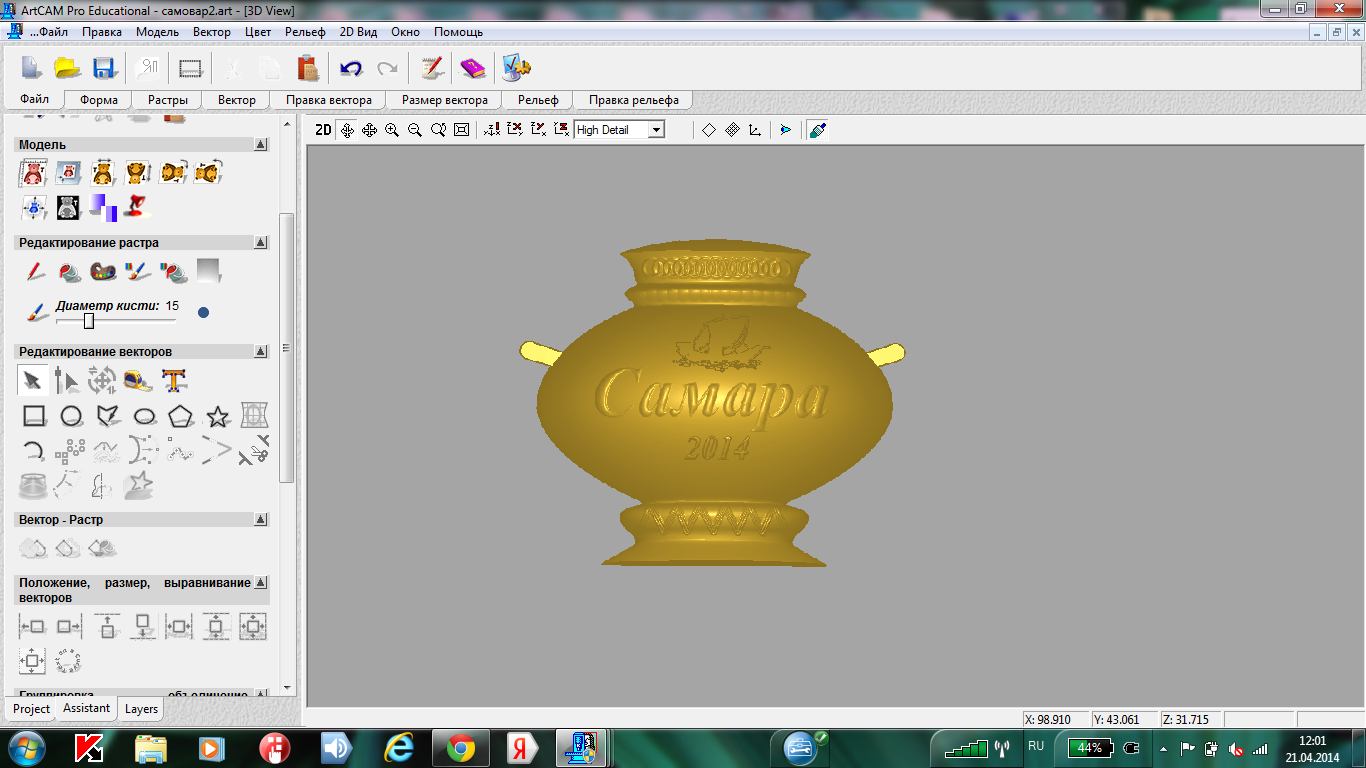 ArtCAM Pro Educational - самовар2.art - [3D View]
...Файл Правка Модель Вектор Цвет Рельеф 2D Вид Окно Помощь
Файл Форма Растры Вектор Правка вектора Размер вектора Рельеф Правка рельефа
2D High Detail
Модель
Редактирование растра
Диаметр кисти: 15
Редактирование векторов
Вектор - Растр
Положение, размер, выравнивание
векторов
Группировка, объединение,
Project Assistant Layers
Самара
2014
X: 98.910 Y: 43.061 Z: 31.715
RU 44% 12:01
21.04.2014